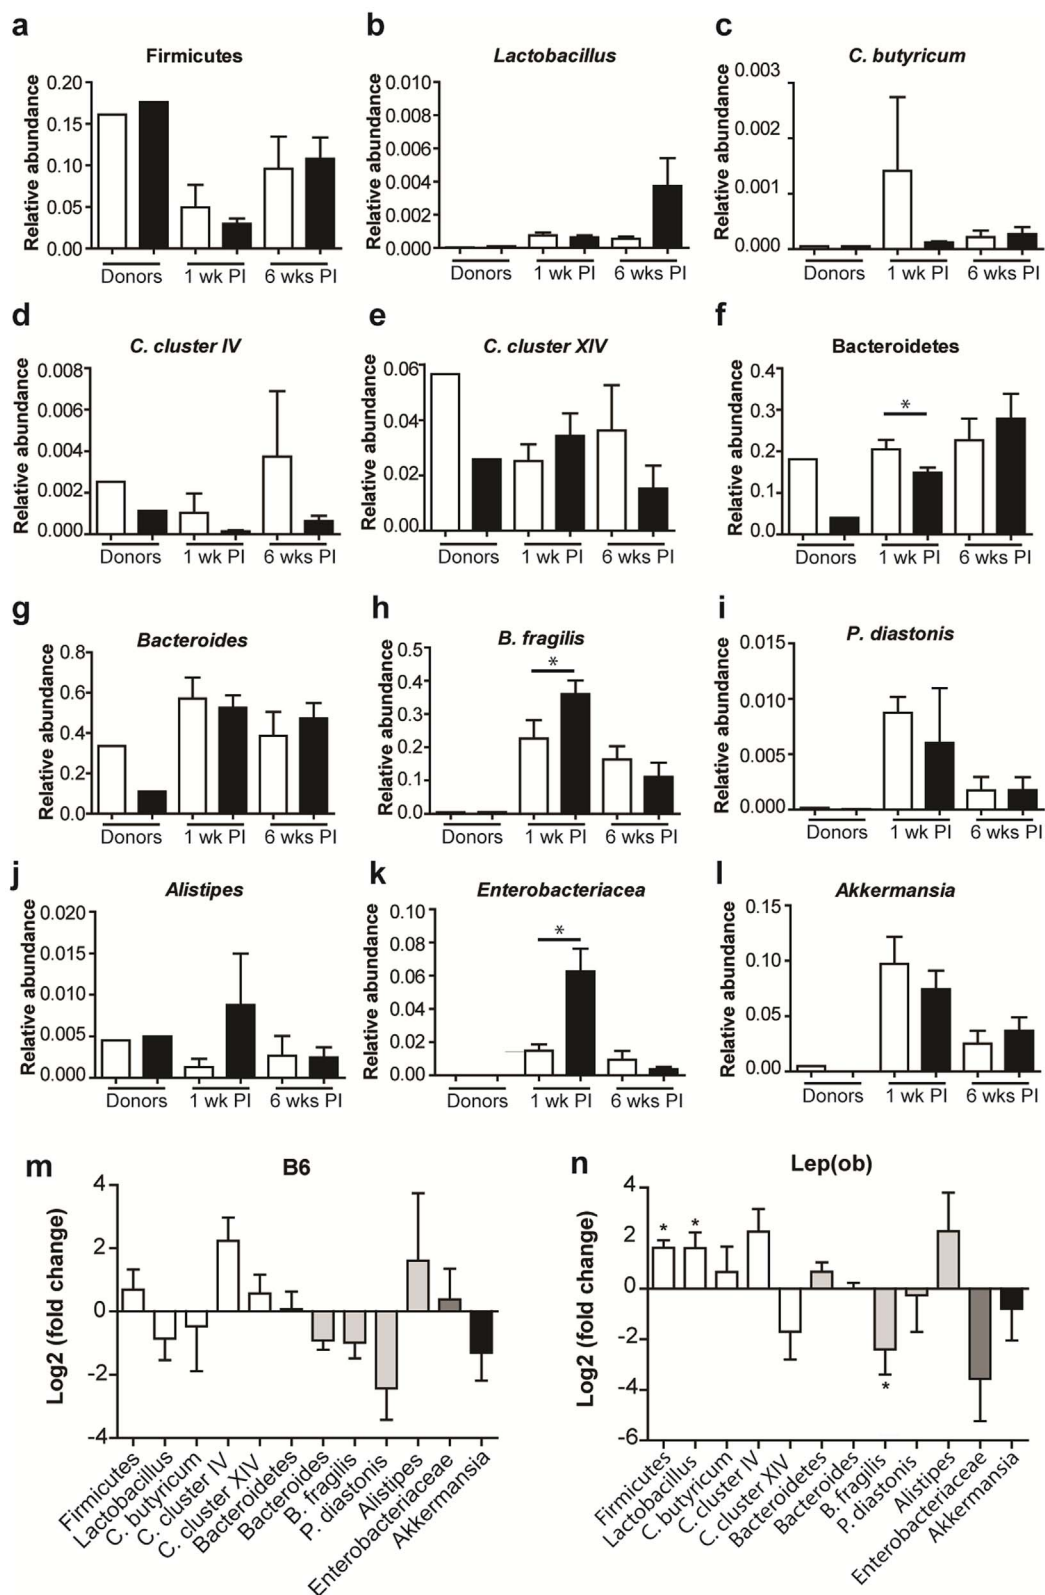 a
Firmicutes
Relative abundance
0.20
0.15
0.10
0.05
0.00
Donors 1 wk PI 6 wks PI
b
Lactobacillus
Relative abundance
0.010
0.008
0.006
0.004
0.002
0.000
Donors 1 wk PI 6 wks PI
c
C. butyricum
Relative abundance
0.003
0.002
0.001
0.000
Donors 1 wk PI 6 wks PI
d
C. cluster IV
Relative abundance
0.008
0.006
0.004
0.002
0.000
Donors 1 wk PI 6 wks PI
e
C. cluster XIV
Relative abundance
0.06
0.04
0.02
0.00
Donors 1 wk PI 6 wks PI
f
Bacteroidetes
Relative abundance
0.4
0.3
0.2
0.1
0.0
*
Donors 1 wk PI 6 wks PI
g
Bacteroides
Relative abundance
0.8
0.6
0.4
0.2
0.0
Donors 1 wk PI 6 wks PI
h
B. fragilis
Relative abundance
0.5
0.4
0.3
0.2
0.1
0.0
*
Donors 1 wk PI 6 wks PI
i
P. diastonis
Relative abundance
0.015
0.010
0.005
0.000
Donors 1 wk PI 6 wks PI
j
Alistipes
Relative abundance
0.020
0.015
0.010
0.005
0.000
Donors 1 wk PI 6 wks PI
k
Enterobacteriacea
Relative abundance
0.10
0.08
0.06
0.04
0.02
0.00
*
Donors 1 wk PI 6 wks PI
l
Akkermansia
Relative abundance
0.15
0.10
0.05
0.00
Donors 1 wk PI 6 wks PI
m
B6
Log2 (fold change)
4
2
0
-2
-4
Firmicutes
Lactobacillus
C. butyricum
C. cluster IV
C. cluster XIV
Bacteroidetes
Bacteroides
B. fragilis
P. diastonis
Alistipes
Enterobacteriaceae
Akkermansia
n
Lep(ob)
Log2 (fold change)
4
2
0
-2
-4
-6
*
*
*
Firmicutes
Lactobacillus
C. butyricum
C. cluster IV
C. cluster XIV
Bacteroidetes
Bacteroides
B. fragilis
P. diastonis
Alistipes
Enterobacteriaceae
Akkermansia